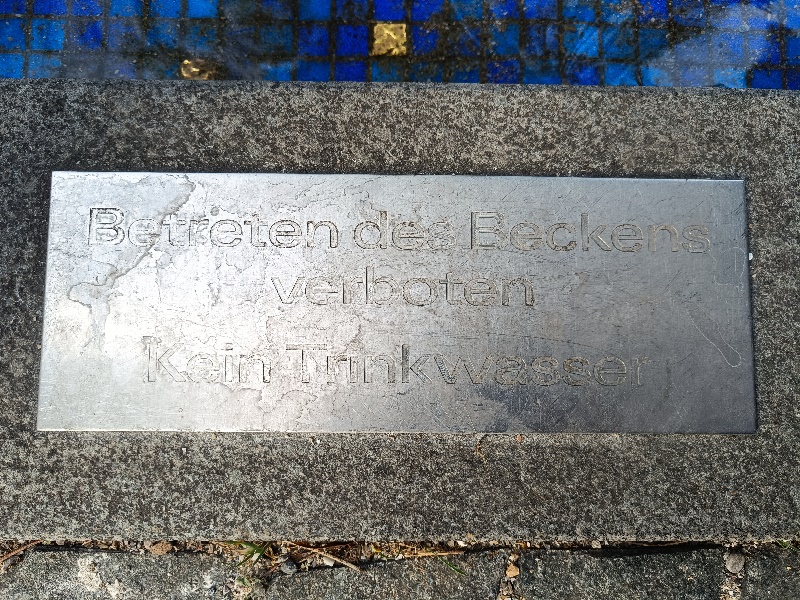 Betreten des Beckens
verboten
Kein Trinkwasser